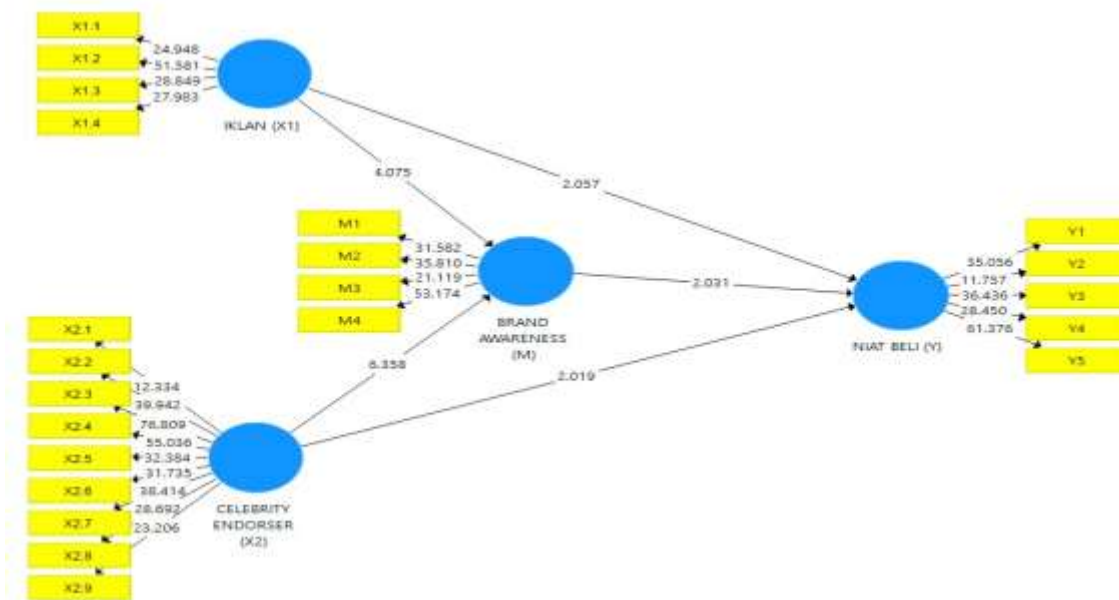 X1.1
X1.2
X1.3
X1.4
24.948
51.581
28.849
27.983
IKLAN (X1)
4.075
2.057
M1
M2
M3
M4
31.582
35.810
21.119
53.174
BRAND
AWARENESS
(M)
2.031
Y1
Y2
Y3
Y4
Y5
35.056
11.757
36.436
28.450
61.376
NIAT BELI (Y)
X2.1
X2.2
X2.3
X2.4
X2.5
X2.6
X2.7
X2.8
X2.9
12.334
39.942
76.809
55.036
32.384
31.735
38.414
28.692
23.206
CELEBRITY
ENDORSER
(X2)
6.358
2.019